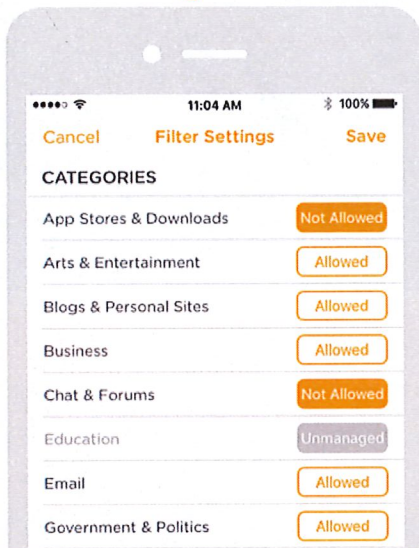 11:04 AM 100%
Cancel Filter Settings Save
CATEGORIES
App Stores & Downloads Not Allowed
Arts & Entertainment Allowed
Blogs & Personal Sites Allowed
Business Allowed
Chat & Forums Not Allowed
Education Unmanaged
Email Allowed
Government & Politics Allowed